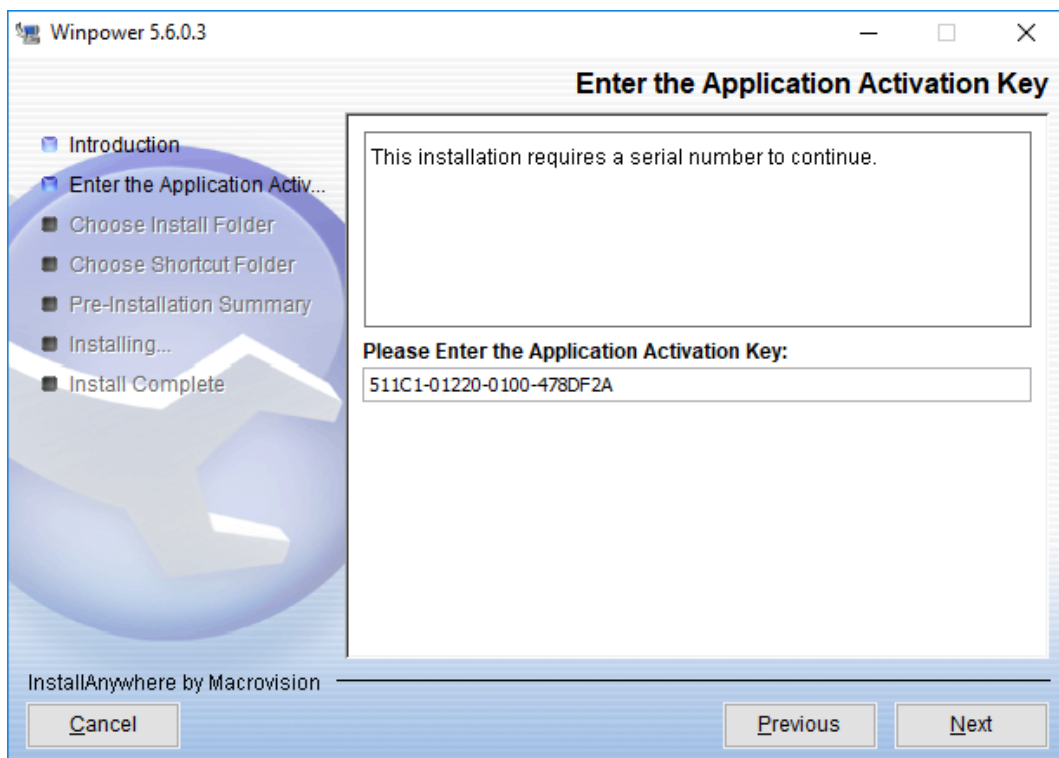 Winpower 5.6.0.3
Enter the Application Activation Key
Introduction
Enter the Application Activ...
Choose Install Folder
Choose Shortcut Folder
Pre-Installation Summary
Installing...
Install Complete
This installation requires a serial number to continue.
Please Enter the Application Activation Key:
511C1-01220-0100-478DF2A
InstallAnywhere by Macrovision
Cancel
Previous
Next